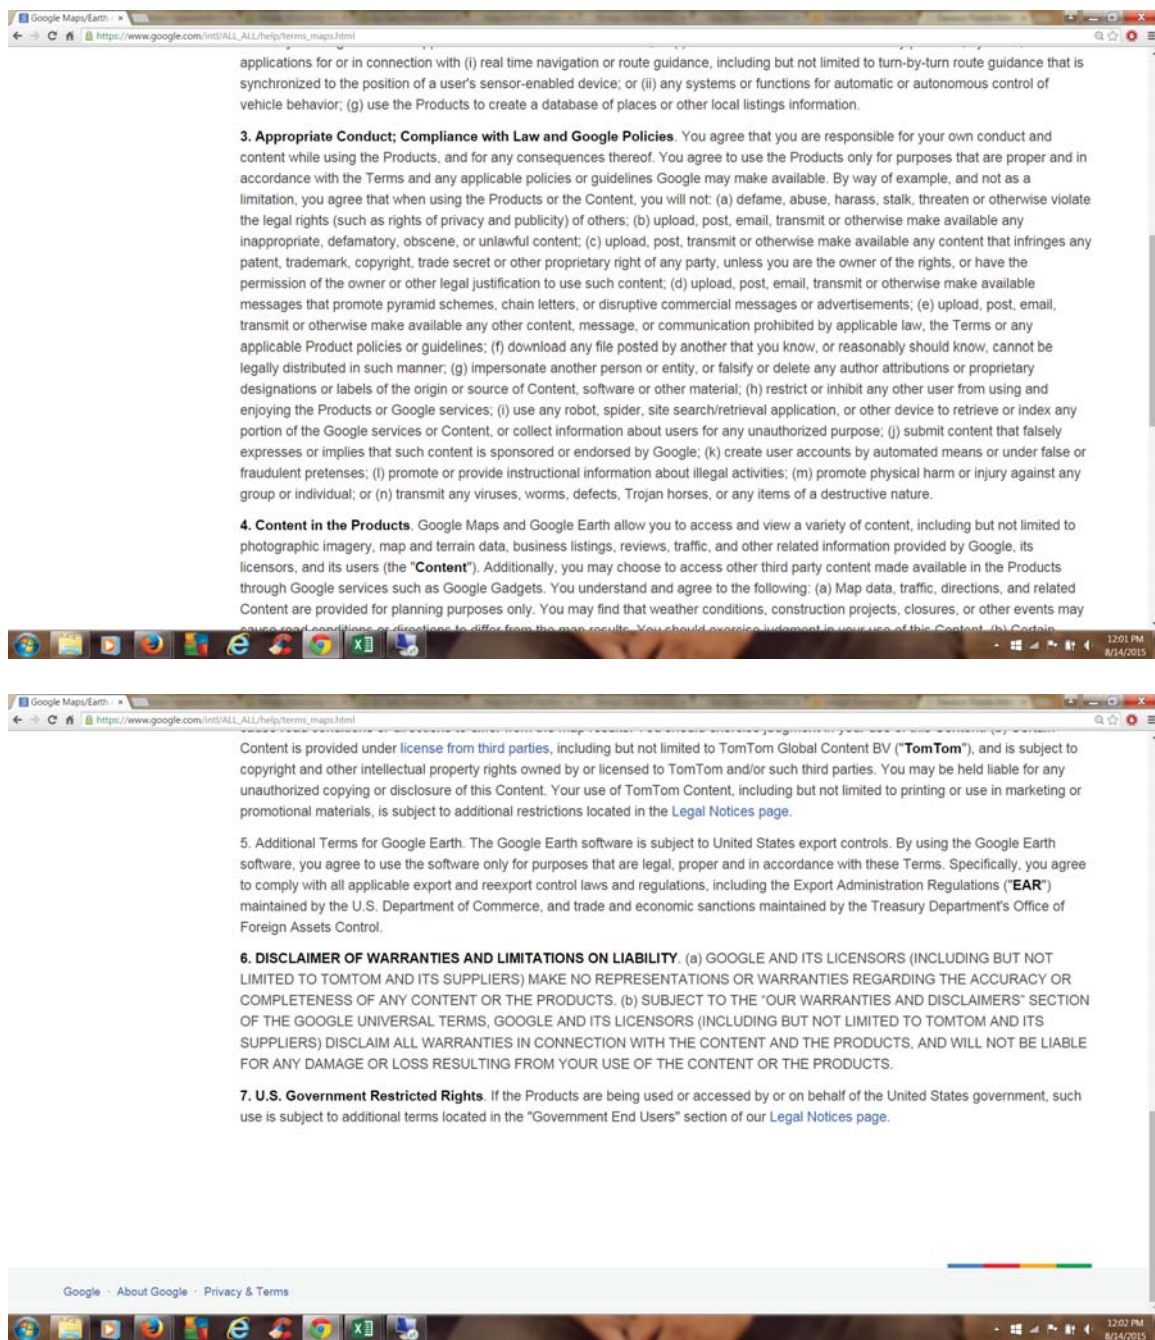 Google Maps/Earth
https://www.google.com/intl/ALL_ALL/help/terms_maps.html
applications for or in connection with (i) real time navigation or route guidance, including but not limited to turn-by-turn route guidance that is
synchronized to the position of a user's sensor-enabled device; or (ii) any systems or functions for automatic or autonomous control of
vehicle behavior; (g) use the Products to create a database of places or other local listings information.
3. Appropriate Conduct; Compliance with Law and Google Policies. You agree that you are responsible for your own conduct and
content while using the Products, and for any consequences thereof. You agree to use the Products only for purposes that are proper and in
accordance with the Terms and any applicable policies or guidelines Google may make available. By way of example, and not as a
limitation, you agree that when using the Products or the Content, you will not: (a) defame, abuse, harass, stalk, threaten or otherwise violate
the legal rights (such as rights of privacy and publicity) of others; (b) upload, post, email, transmit or otherwise make available any
inappropriate, defamatory, obscene, or unlawful content; (c) upload, post, transmit or otherwise make available any content that infringes any
patent, trademark, copyright, trade secret or other proprietary right of any party, unless you are the owner of the rights, or have the
permission of the owner or other legal justification to use such content; (d) upload, post, email, transmit or otherwise make available
messages that promote pyramid schemes, chain letters, or disruptive commercial messages or advertisements; (e) upload, post, email,
transmit or otherwise make available any other content, message, or communication prohibited by applicable law, the Terms or any
applicable Product policies or guidelines; (f) download any file posted by another that you know, or reasonably should know, cannot be
legally distributed in such manner; (g) impersonate another person or entity, or falsify or delete any author attributions or proprietary
designations or labels of the origin or source of Content, software or other material; (h) restrict or inhibit any other user from using and
enjoying the Products or Google services; (i) use any robot, spider, site search/retrieval application, or other device to retrieve or index any
portion of the Google services or Content, or collect information about users for any unauthorized purpose; (j) submit content that falsely
expresses or implies that such content is sponsored or endorsed by Google; (k) create user accounts by automated means or under false or
fraudulent pretenses; (l) promote or provide instructional information about illegal activities; (m) promote physical harm or injury against any
group or individual; or (n) transmit any viruses, worms, defects, Trojan horses, or any items of a destructive nature.
4. Content in the Products. Google Maps and Google Earth allow you to access and view a variety of content, including but not limited to
photographic imagery, map and terrain data, business listings, reviews, traffic, and other related information provided by Google, its
licensors, and its users (the "Content"). Additionally, you may choose to access other third party content made available in the Products
through Google services such as Google Gadgets. You understand and agree to the following: (a) Map data, traffic, directions, and related
Content are provided for planning purposes only. You may find that weather conditions, construction projects, closures, or other events may
cause road conditions or directions to differ from the map results. You should exercise judgment in your use of this Content. (b) Certain
12:01 PM
8/14/2015
Google Maps/Earth
https://www.google.com/intl/ALL_ALL/help/terms_maps.html
cause road conditions or directions to differ from the map results. You should exercise judgment in your use of this Content. (b) Certain
Content is provided under license from third parties, including but not limited to TomTom Global Content BV ("TomTom"), and is subject to
copyright and other intellectual property rights owned by or licensed to TomTom and/or such third parties. You may be held liable for any
unauthorized copying or disclosure of this Content. Your use of TomTom Content, including but not limited to printing or use in marketing or
promotional materials, is subject to additional restrictions located in the Legal Notices page.
5. Additional Terms for Google Earth. The Google Earth software is subject to United States export controls. By using the Google Earth
software, you agree to use the software only for purposes that are legal, proper and in accordance with these Terms. Specifically, you agree
to comply with all applicable export and reexport control laws and regulations, including the Export Administration Regulations ("EAR")
maintained by the U.S. Department of Commerce, and trade and economic sanctions maintained by the Treasury Department's Office of
Foreign Assets Control.
6. DISCLAIMER OF WARRANTIES AND LIMITATIONS ON LIABILITY. (a) GOOGLE AND ITS LICENSORS (INCLUDING BUT NOT
LIMITED TO TOMTOM AND ITS SUPPLIERS) MAKE NO REPRESENTATIONS OR WARRANTIES REGARDING THE ACCURACY OR
COMPLETENESS OF ANY CONTENT OR THE PRODUCTS. (b) SUBJECT TO THE "OUR WARRANTIES AND DISCLAIMERS" SECTION
OF THE GOOGLE UNIVERSAL TERMS, GOOGLE AND ITS LICENSORS (INCLUDING BUT NOT LIMITED TO TOMTOM AND ITS
SUPPLIERS) DISCLAIM ALL WARRANTIES IN CONNECTION WITH THE CONTENT AND THE PRODUCTS, AND WILL NOT BE LIABLE
FOR ANY DAMAGE OR LOSS RESULTING FROM YOUR USE OF THE CONTENT OR THE PRODUCTS.
7. U.S. Government Restricted Rights. If the Products are being used or accessed by or on behalf of the United States government, such
use is subject to additional terms located in the "Government End Users" section of our Legal Notices page.
Google · About Google · Privacy & Terms
12:02 PM
8/14/2015